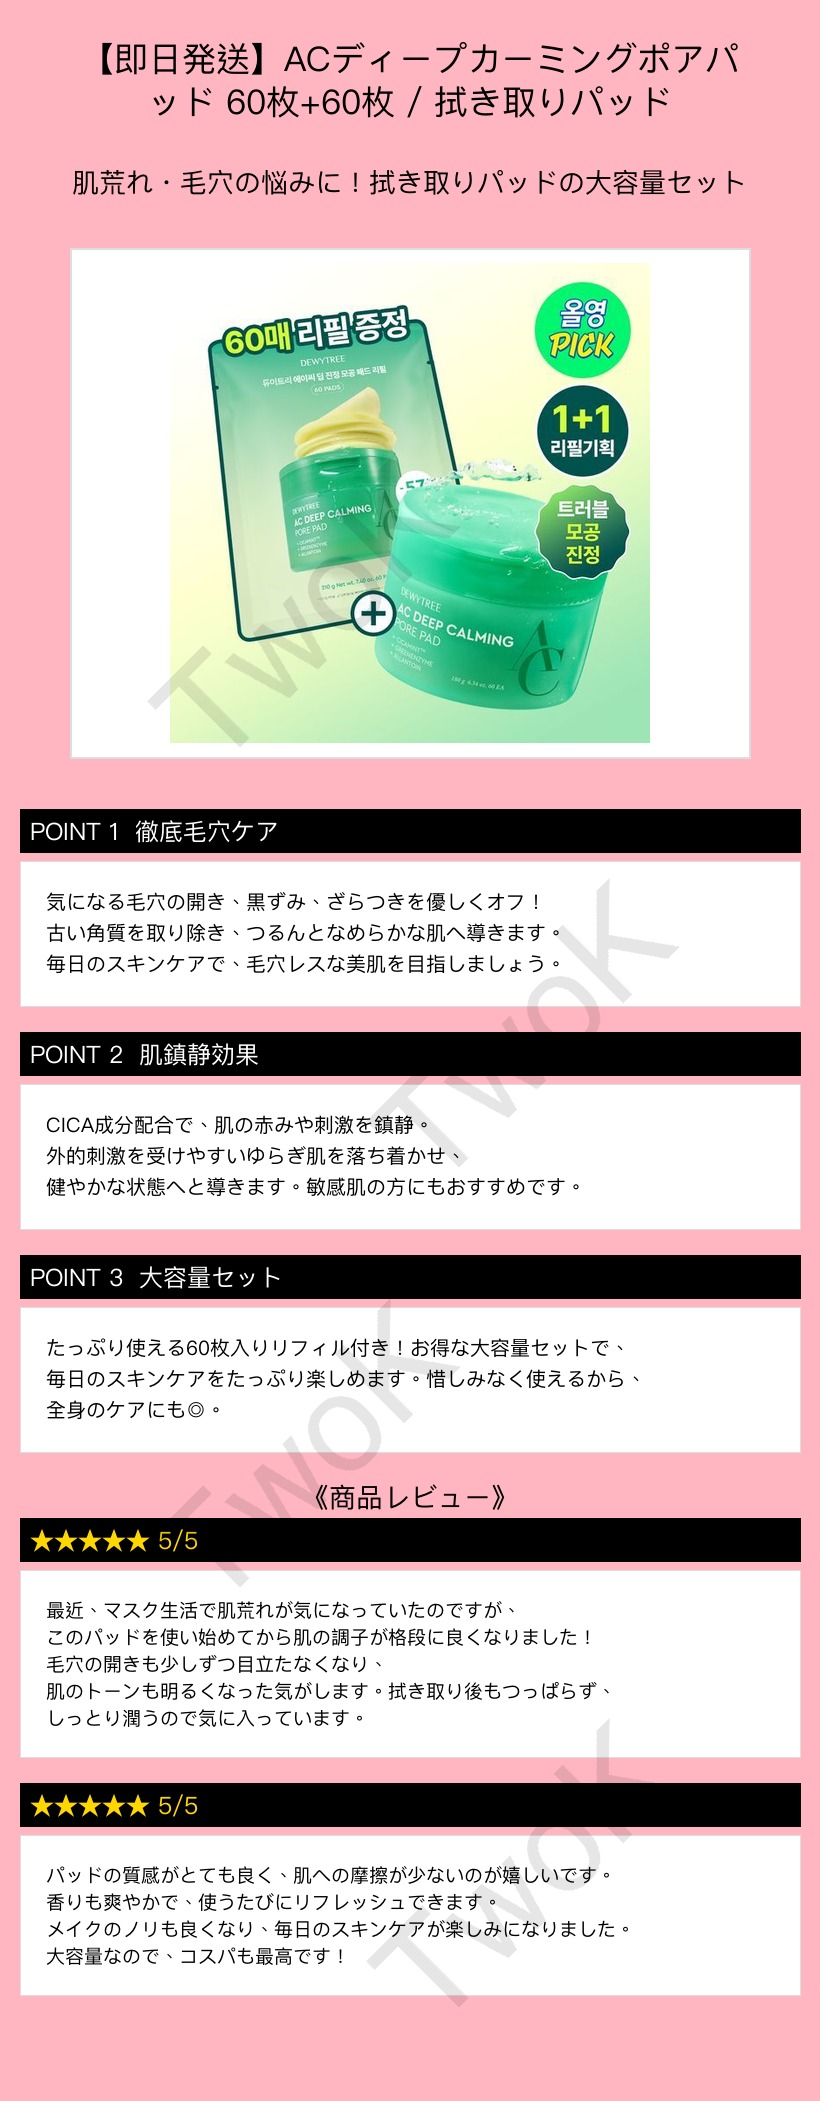 【即日発送】ACディープカーミングポアパ
ッド 60枚+60枚 / 拭き取りパッド
肌荒れ・毛穴の悩みに！拭き取りパッドの大容量セット
60매 리필 증정
DEWYTREE
듀이트리 에이씨 딥 진정 모공 패드 리필
60 PADS
올영
PICK
1+1
리필기획
트러블
모공
진정
DEWYTREE
AC DEEP CALMING
PORE PAD
DEWYTREE
AC DEEP CALMING
PORE PAD
• CICAMINT™
• GREENENZYME
• ALLANTOIN
AC
180 g 6.34 oz. 60 EA
TwoK
POINT 1 徹底毛穴ケア
気になる毛穴の開き、黒ずみ、ざらつきを優しくオフ！
古い角質を取り除き、つるんとなめらかな肌へ導きます。
毎日のスキンケアで、毛穴レスな美肌を目指しましょう。
TwoK
POINT 2 肌鎮静効果
CICA成分配合で、肌の赤みや刺激を鎮静。
外的刺激を受けやすいゆらぎ肌を落ち着かせ、
健やかな状態へと導きます。敏感肌の方にもおすすめです。
POINT 3 大容量セット
たっぷり使える60枚入りリフィル付き！お得な大容量セットで、
毎日のスキンケアをたっぷり楽しめます。惜しみなく使えるから、
全身のケアにも◎。
TwoK
《商品レビュー》
★★★★★ 5/5
最近、マスク生活で肌荒れが気になっていたのですが、
このパッドを使い始めてから肌の調子が格段に良くなりました！
毛穴の開きも少しずつ目立たなくなり、
肌のトーンも明るくなった気がします。拭き取り後もつっぱらず、
しっとり潤うので気に入っています。
★★★★★ 5/5
パッドの質感がとても良く、肌への摩擦が少ないのが嬉しいです。
香りも爽やかで、使うたびにリフレッシュできます。
メイクのノリも良くなり、毎日のスキンケアが楽しみになりました。
大容量なので、コスパも最高です！
TwoK